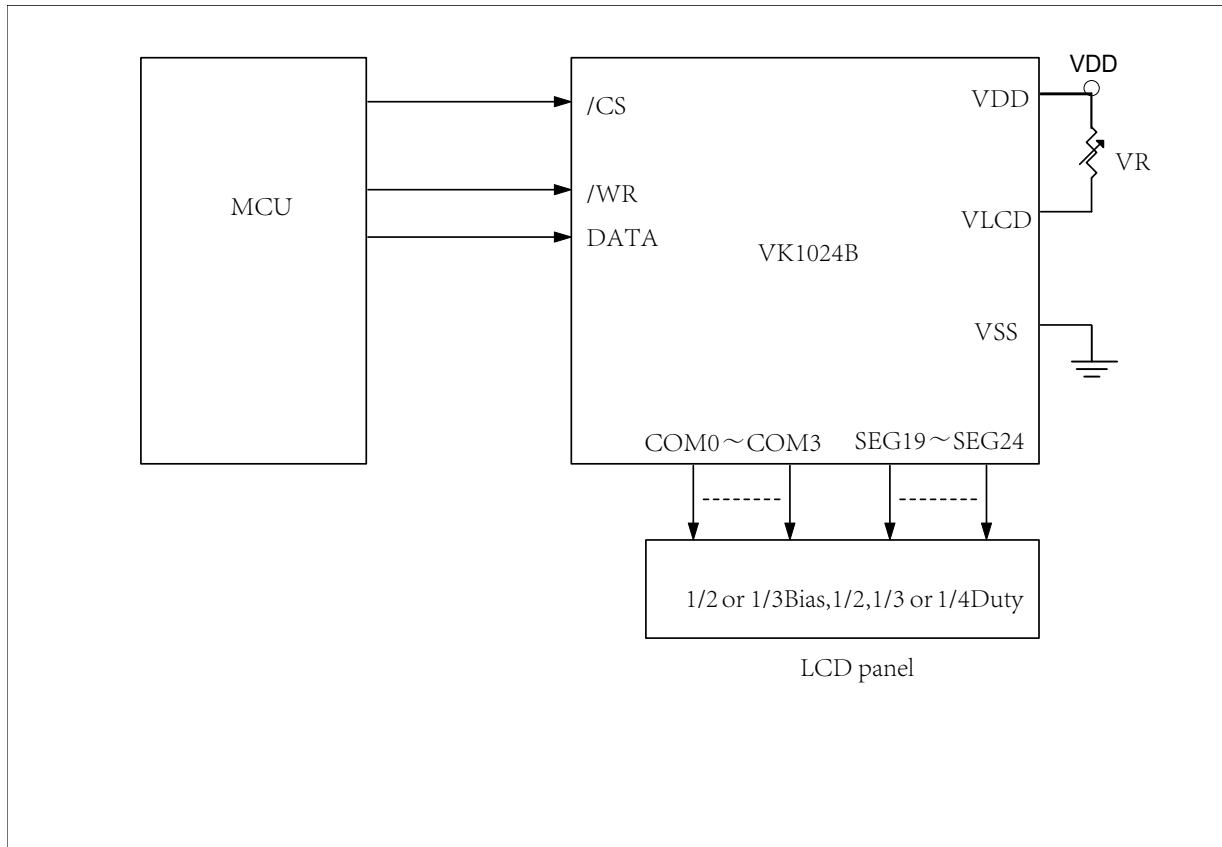 VDD
/CS
VDD
VR
MCU
/WR
VLCD
DATA
VK1024B
VSS
COM0～COM3
SEG19～SEG24
1/2 or 1/3Bias,1/2,1/3 or 1/4Duty
LCD panel